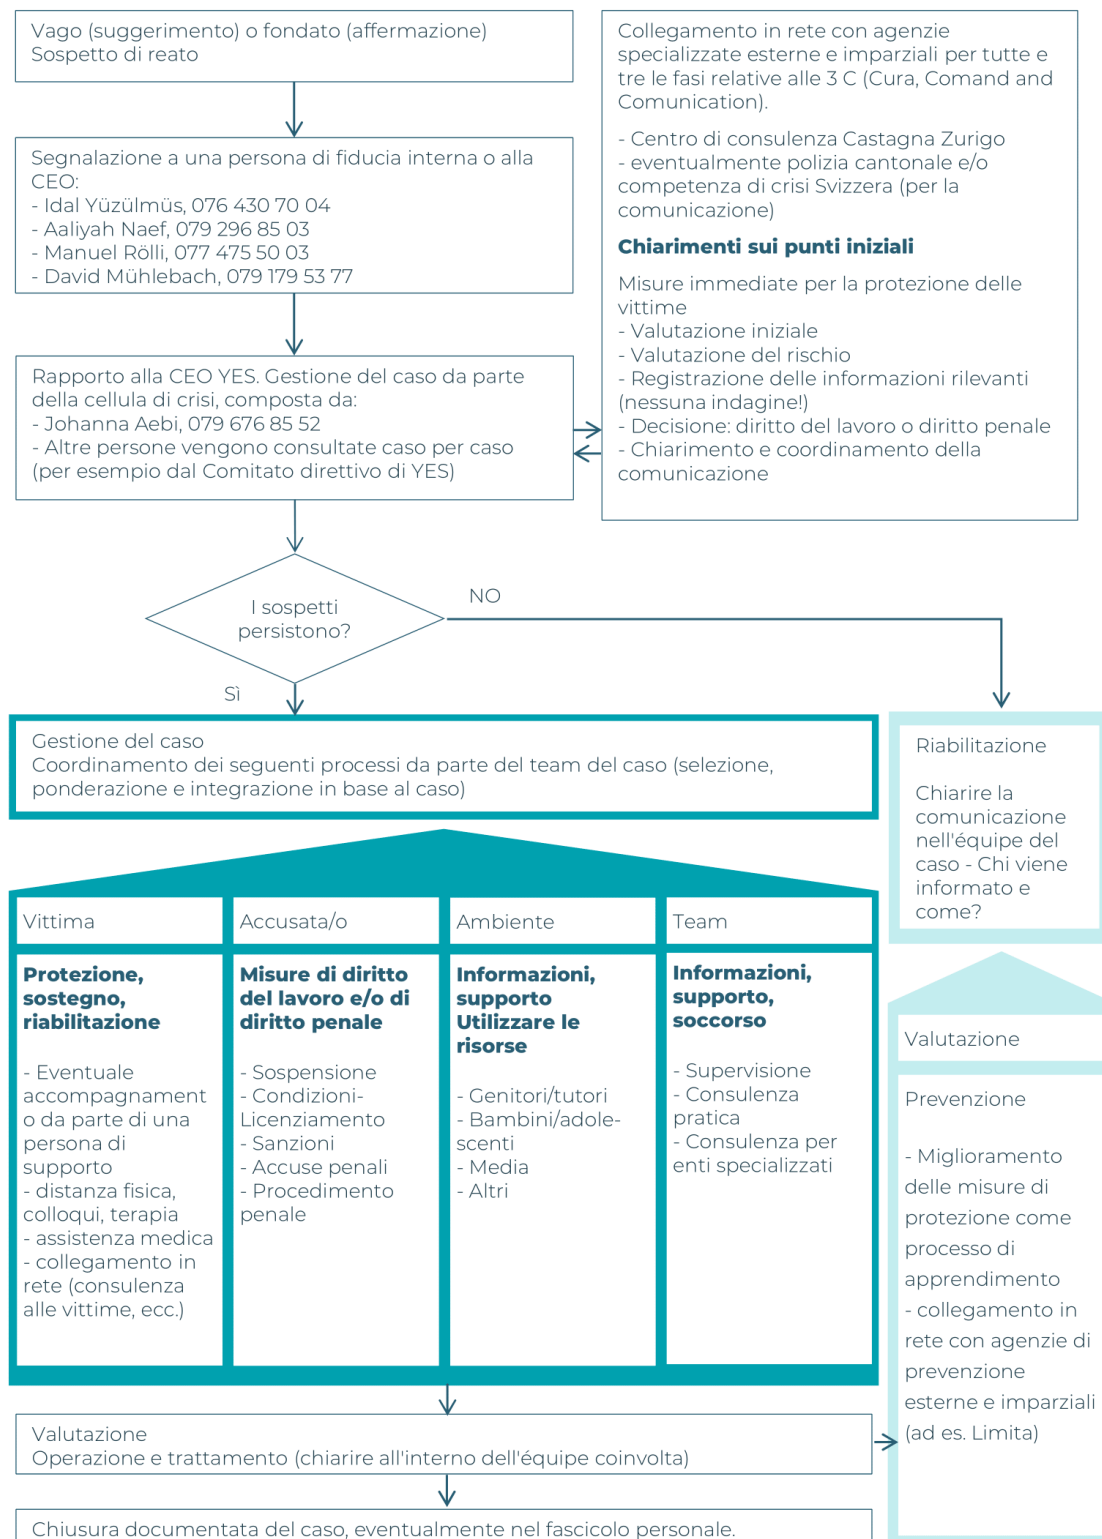 Vago (suggerimento) o fondato (affermazione)
Sospetto di reato
Segnalazione a una persona di fiducia interna o alla
CEO:
- Idal Yüzülmüs, 076 430 70 04
- Aaliyah Naef, 079 296 85 03
- Manuel Rölli, 077 475 50 03
- David Mühlebach, 079 179 53 77
Rapporto alla CEO YES. Gestione del caso da parte
della cellula di crisi, composta da:
- Johanna Aebi, 079 676 85 52
- Altre persone vengono consultate caso per caso
(per esempio dal Comitato direttivo di YES)
Collegamento in rete con agenzie
specializzate esterne e imparziali per tutte e
tre le fasi relative alle 3 C (Cura, Comand and
Comunication).
- Centro di consulenza Castagna Zurigo
- eventualmente polizia cantonale e/o
competenza di crisi Svizzera (per la
comunicazione)
Chiarimenti sui punti iniziali
Misure immediate per la protezione delle
vittime
- Valutazione iniziale
- Valutazione del rischio
- Registrazione delle informazioni rilevanti
(nessuna indagine!)
- Decisione: diritto del lavoro o diritto penale
- Chiarimento e coordinamento della
comunicazione
I sospetti
persistono?
NO
Sì
Gestione del caso
Coordinamento dei seguenti processi da parte del team del caso (selezione,
ponderazione e integrazione in base al caso)
Riabilitazione
Chiarire la
comunicazione
nell'équipe del
caso - Chi viene
informato e
come?
Vittima
Protezione,
sostegno,
riabilitazione
- Eventuale
accompagnament
o da parte di una
persona di
supporto
- distanza fisica,
colloqui, terapia
- assistenza medica
- collegamento in
rete (consulenza
alle vittime, ecc.)
Accusata/o
Misure di diritto
del lavoro e/o di
diritto penale
- Sospensione
- Condizioni-
Licenziamento
- Sanzioni
- Accuse penali
- Procedimento
penale
Ambiente
Informazioni,
supporto
Utilizzare le
risorse
- Genitori/tutori
- Bambini/adole-
scenti
- Media
- Altri
Team
Informazioni,
supporto,
soccorso
- Supervisione
- Consulenza
pratica
- Consulenza per
enti specializzati
Valutazione
Prevenzione
- Miglioramento
delle misure di
protezione come
processo di
apprendimento
- collegamento in
rete con agenzie di
prevenzione
esterne e imparziali
(ad es. Limita)
Valutazione
Operazione e trattamento (chiarire all'interno dell'équipe coinvolta)
Chiusura documentata del caso, eventualmente nel fascicolo personale.